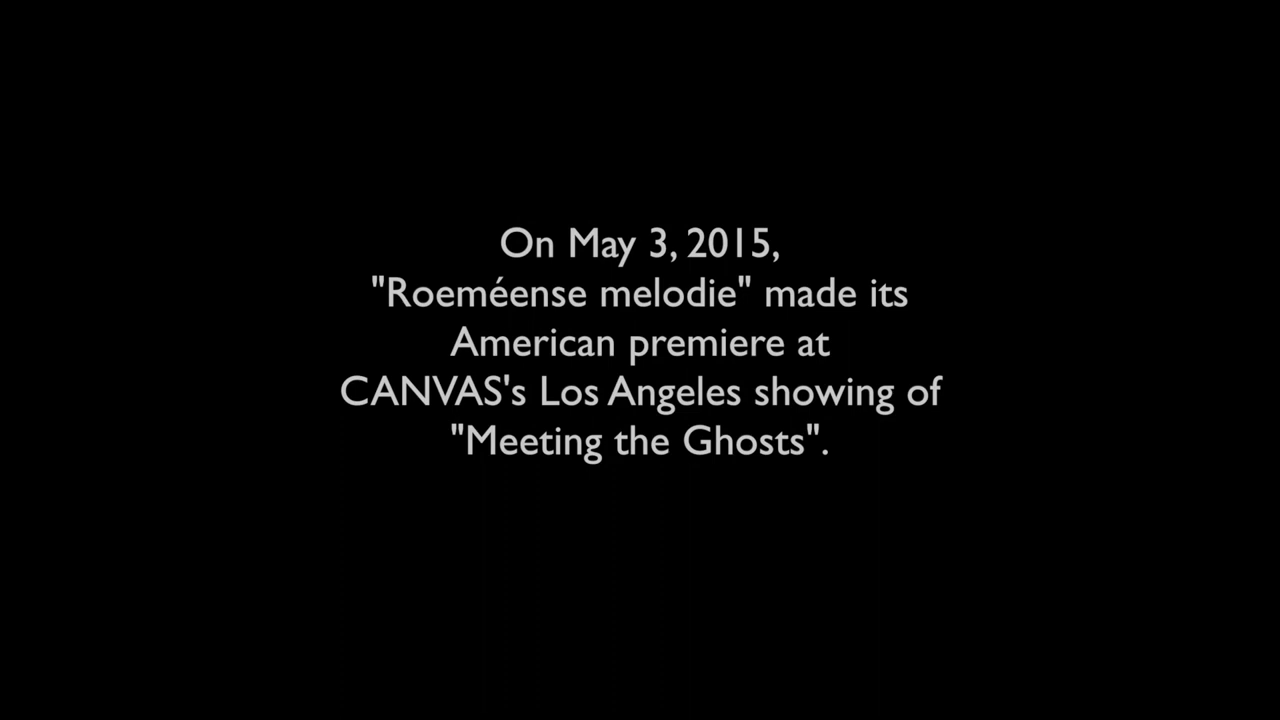 On May 3, 2015,
"Roeméense melodie" made its
American premiere at
CANVAS's Los Angeles showing of
"Meeting the Ghosts".